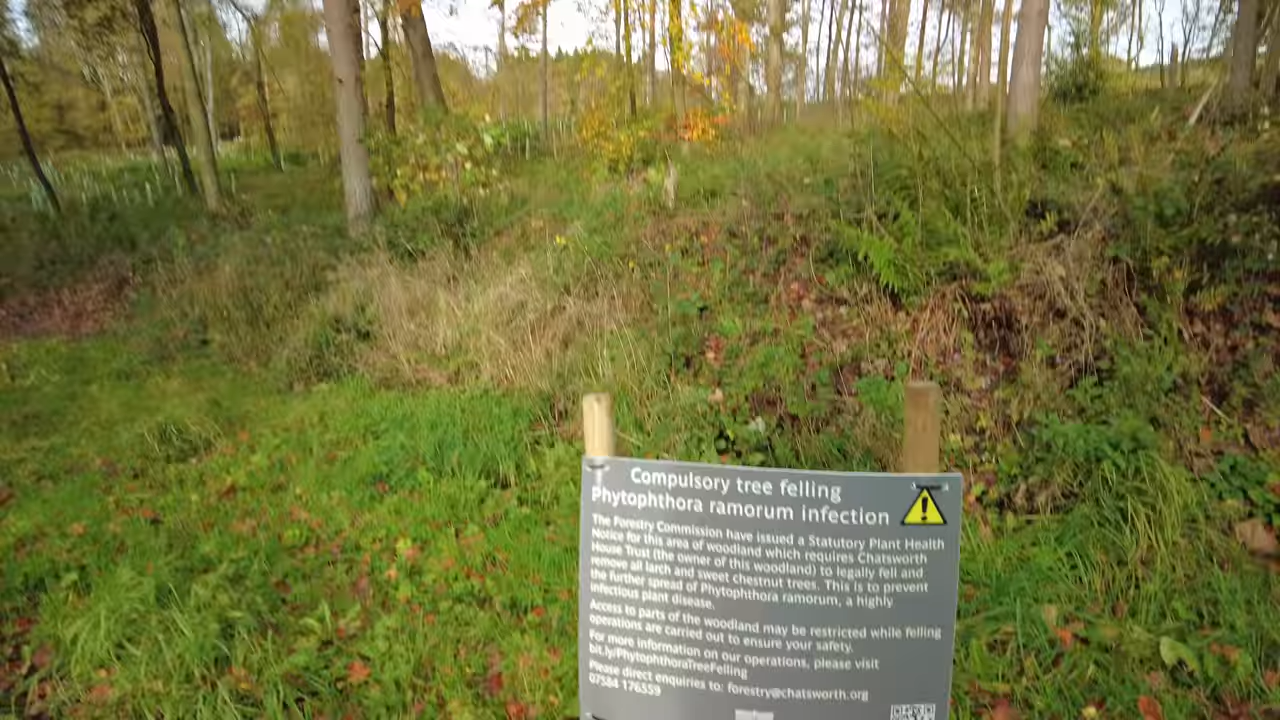 Compulsory tree felling
Phytophthora ramorum infection
The Forestry Commission have issued a Statutory Plant Health
Notice for this area of woodland which requires Chatsworth
House Trust (the owner of this woodland) to legally fell and
remove all larch and sweet chestnut trees. This is to prevent
the further spread of Phytophthora ramorum, a highly
infectious plant disease.
Access to parts of the woodland may be restricted while felling
operations are carried out to ensure your safety.
For more information on our operations, please visit
bit.ly/PhytophthoraTreeFelling
Please direct enquiries to: forestry@chatsworth.org
07584 176559